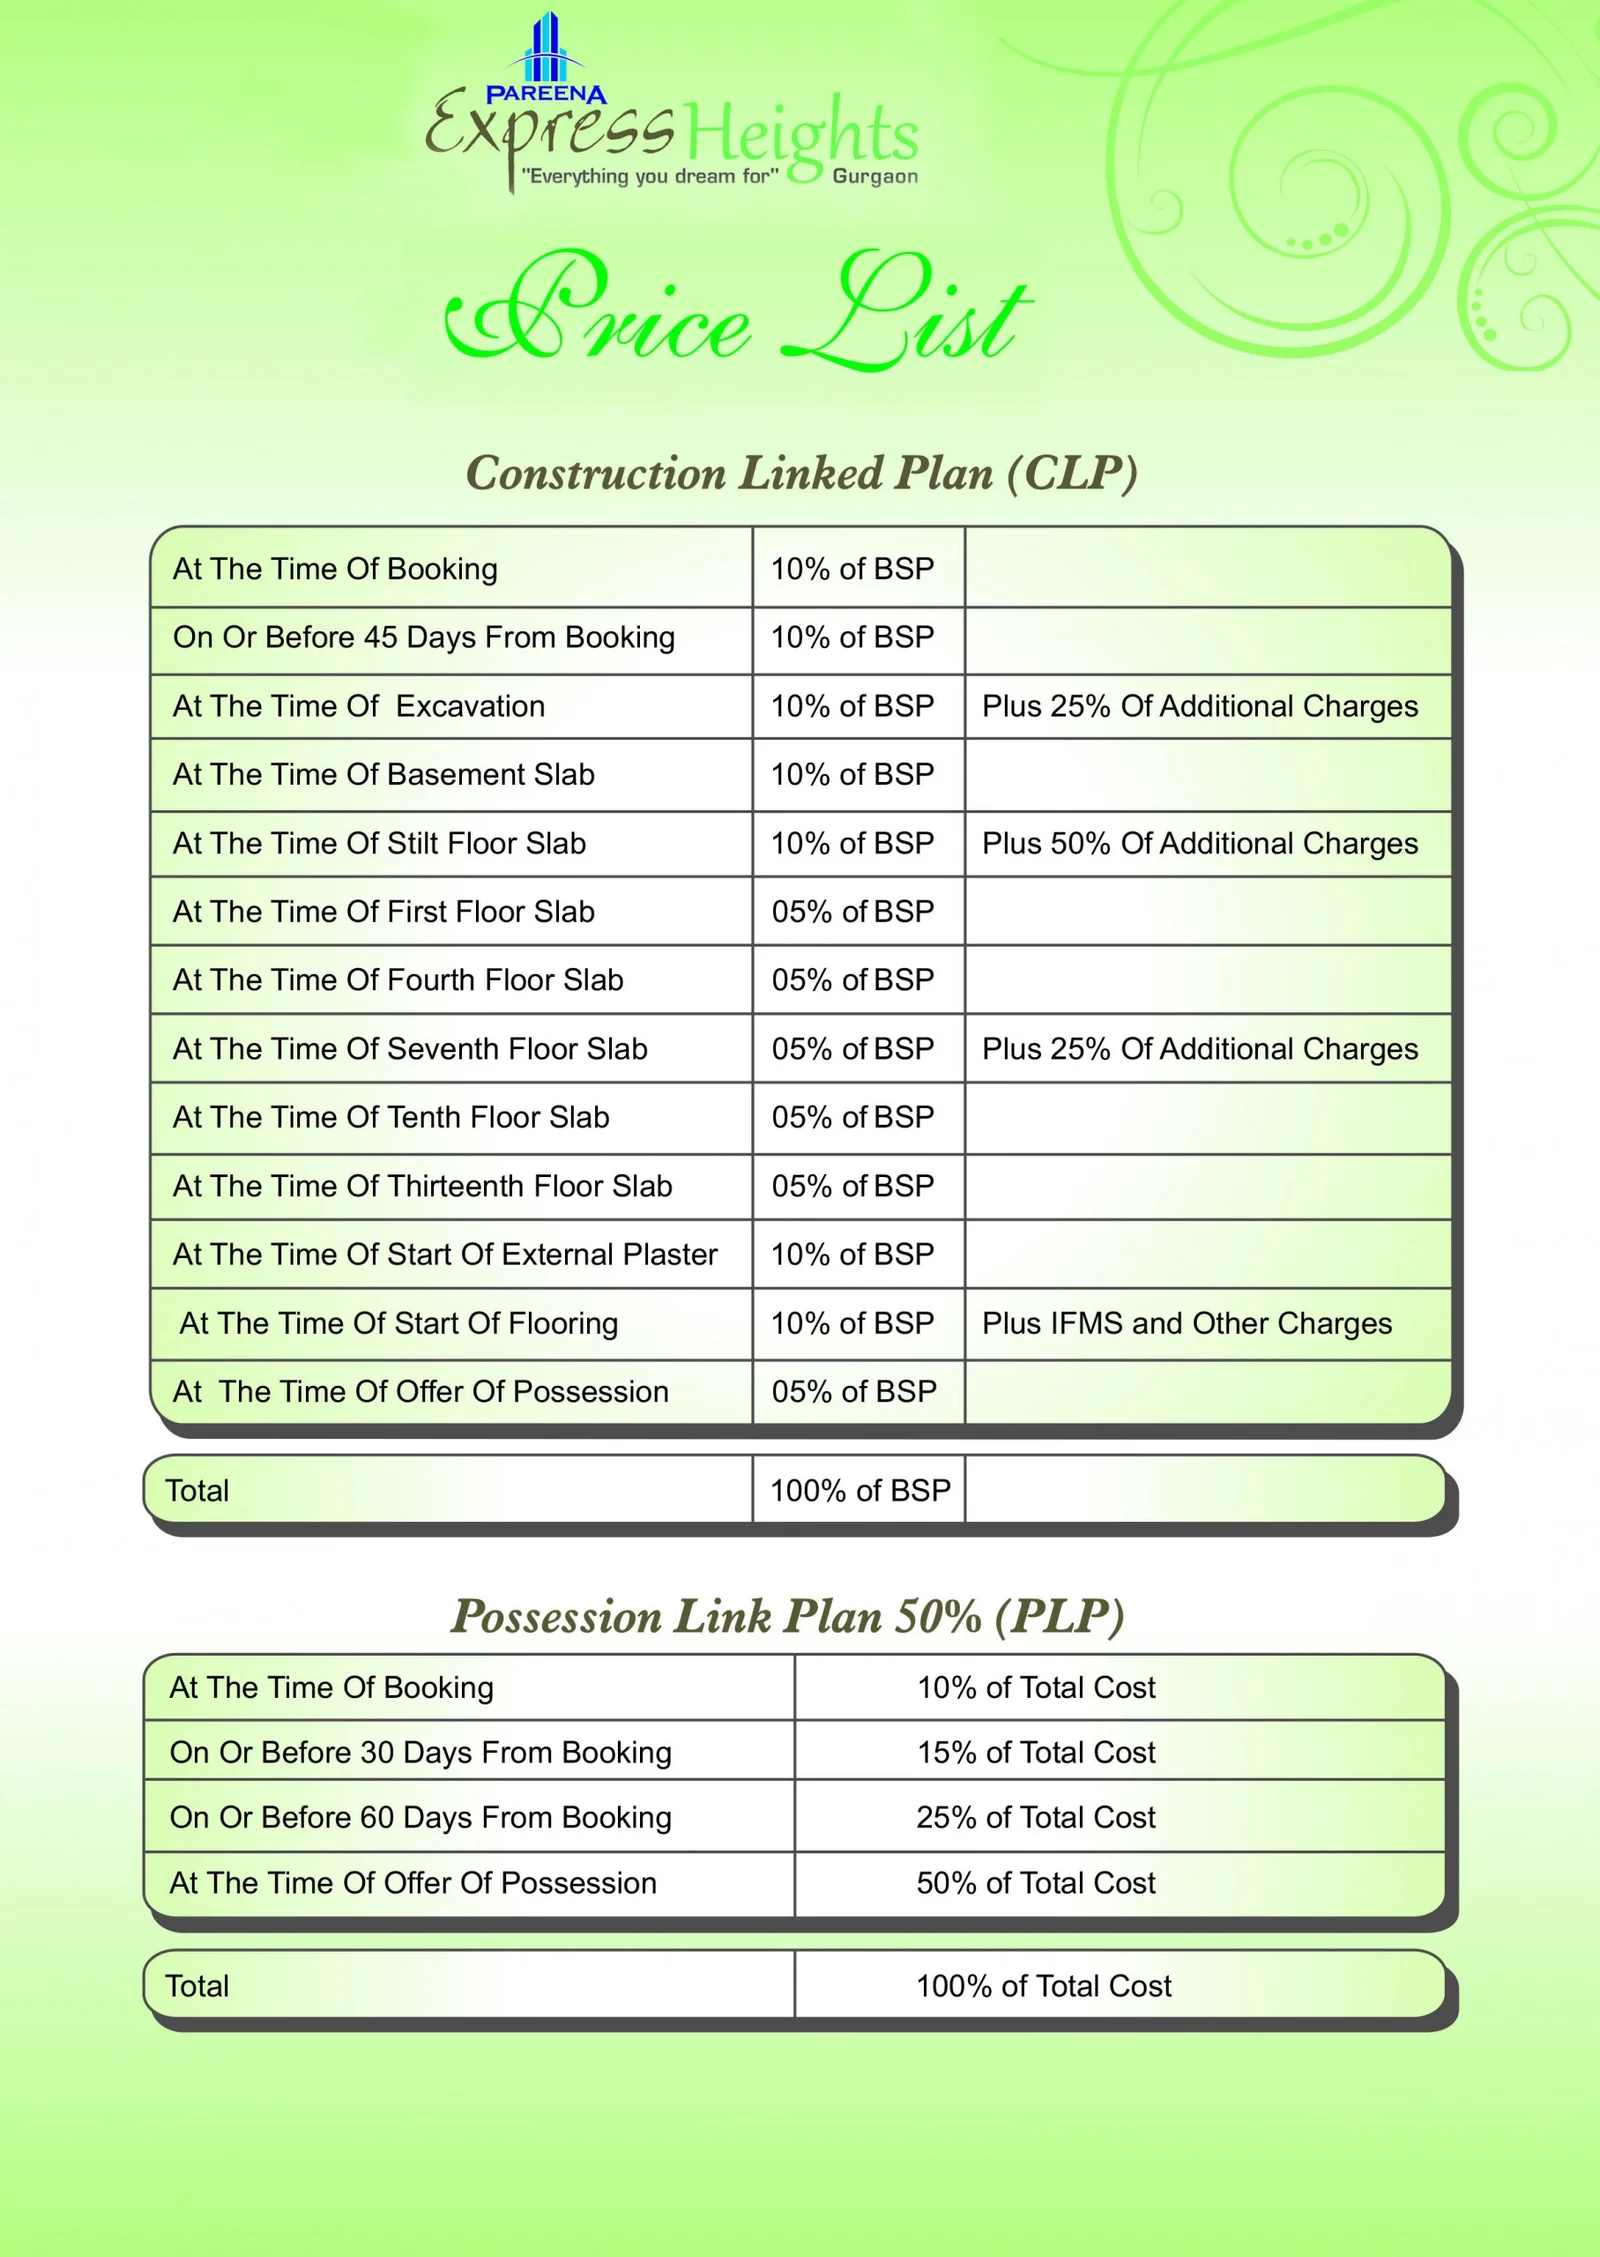 PAREENA
Express Heights
"Everything you dream for" Gurgaon
Price List
Construction Linked Plan (CLP)
At The Time Of Booking 10% of BSP
On Or Before 45 Days From Booking 10% of BSP
At The Time Of Excavation 10% of BSP Plus 25% Of Additional Charges
At The Time Of Basement Slab 10% of BSP
At The Time Of Stilt Floor Slab 10% of BSP Plus 50% Of Additional Charges
At The Time Of First Floor Slab 05% of BSP
At The Time Of Fourth Floor Slab 05% of BSP
At The Time Of Seventh Floor Slab 05% of BSP Plus 25% Of Additional Charges
At The Time Of Tenth Floor Slab 05% of BSP
At The Time Of Thirteenth Floor Slab 05% of BSP
At The Time Of Start Of External Plaster 10% of BSP
At The Time Of Start Of Flooring 10% of BSP Plus IFMS and Other Charges
At The Time Of Offer Of Possession 05% of BSP
Total 100% of BSP
Possession Link Plan 50% (PLP)
At The Time Of Booking 10% of Total Cost
On Or Before 30 Days From Booking 15% of Total Cost
On Or Before 60 Days From Booking 25% of Total Cost
At The Time Of Offer Of Possession 50% of Total Cost
Total 100% of Total Cost